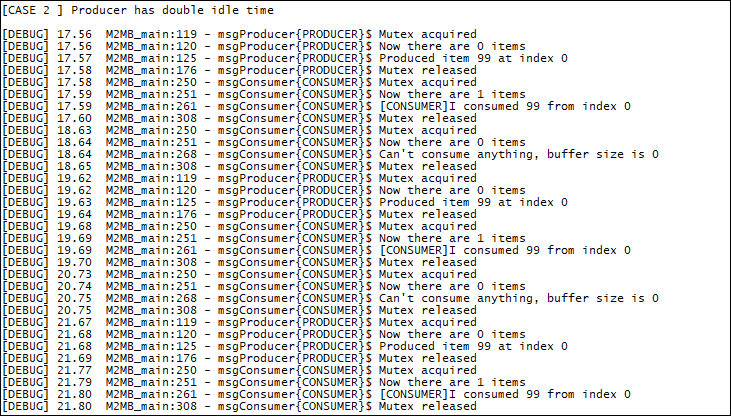 [CASE 2 ] Producer has double idle time
[DEBUG] 17.56  M2MB_main:119 - msgProducer{PRODUCER}$ Mutex acquired
[DEBUG] 17.56  M2MB_main:120 - msgProducer{PRODUCER}$ Now there are 0 items
[DEBUG] 17.57  M2MB_main:125 - msgProducer{PRODUCER}$ Produced item 99 at index 0
[DEBUG] 17.58  M2MB_main:176 - msgProducer{PRODUCER}$ Mutex released
[DEBUG] 17.58  M2MB_main:250 - msgConsumer{CONSUMER}$ Mutex acquired
[DEBUG] 17.59  M2MB_main:251 - msgConsumer{CONSUMER}$ Now there are 1 items
[DEBUG] 17.59  M2MB_main:261 - msgConsumer{CONSUMER}$ [CONSUMER]I consumed 99 from index 0
[DEBUG] 17.60  M2MB_main:308 - msgConsumer{CONSUMER}$ Mutex released
[DEBUG] 18.63  M2MB_main:250 - msgConsumer{CONSUMER}$ Mutex acquired
[DEBUG] 18.64  M2MB_main:251 - msgConsumer{CONSUMER}$ Now there are 0 items
[DEBUG] 18.64  M2MB_main:268 - msgConsumer{CONSUMER}$ Can't consume anything, buffer size is 0
[DEBUG] 18.65  M2MB_main:308 - msgConsumer{CONSUMER}$ Mutex released
[DEBUG] 19.62  M2MB_main:119 - msgProducer{PRODUCER}$ Mutex acquired
[DEBUG] 19.62  M2MB_main:120 - msgProducer{PRODUCER}$ Now there are 0 items
[DEBUG] 19.63  M2MB_main:125 - msgProducer{PRODUCER}$ Produced item 99 at index 0
[DEBUG] 19.64  M2MB_main:176 - msgProducer{PRODUCER}$ Mutex released
[DEBUG] 19.68  M2MB_main:250 - msgConsumer{CONSUMER}$ Mutex acquired
[DEBUG] 19.69  M2MB_main:251 - msgConsumer{CONSUMER}$ Now there are 1 items
[DEBUG] 19.69  M2MB_main:261 - msgConsumer{CONSUMER}$ [CONSUMER]I consumed 99 from index 0
[DEBUG] 19.70  M2MB_main:308 - msgConsumer{CONSUMER}$ Mutex released
[DEBUG] 20.73  M2MB_main:250 - msgConsumer{CONSUMER}$ Mutex acquired
[DEBUG] 20.74  M2MB_main:251 - msgConsumer{CONSUMER}$ Now there are 0 items
[DEBUG] 20.75  M2MB_main:268 - msgConsumer{CONSUMER}$ Can't consume anything, buffer size is 0
[DEBUG] 20.75  M2MB_main:308 - msgConsumer{CONSUMER}$ Mutex released
[DEBUG] 21.67  M2MB_main:119 - msgProducer{PRODUCER}$ Mutex acquired
[DEBUG] 21.68  M2MB_main:120 - msgProducer{PRODUCER}$ Now there are 0 items
[DEBUG] 21.68  M2MB_main:125 - msgProducer{PRODUCER}$ Produced item 99 at index 0
[DEBUG] 21.69  M2MB_main:176 - msgProducer{PRODUCER}$ Mutex released
[DEBUG] 21.77  M2MB_main:250 - msgConsumer{CONSUMER}$ Mutex acquired
[DEBUG] 21.79  M2MB_main:251 - msgConsumer{CONSUMER}$ Now there are 1 items
[DEBUG] 21.80  M2MB_main:261 - msgConsumer{CONSUMER}$ [CONSUMER]I consumed 99 from index 0
[DEBUG] 21.80  M2MB_main:308 - msgConsumer{CONSUMER}$ Mutex released